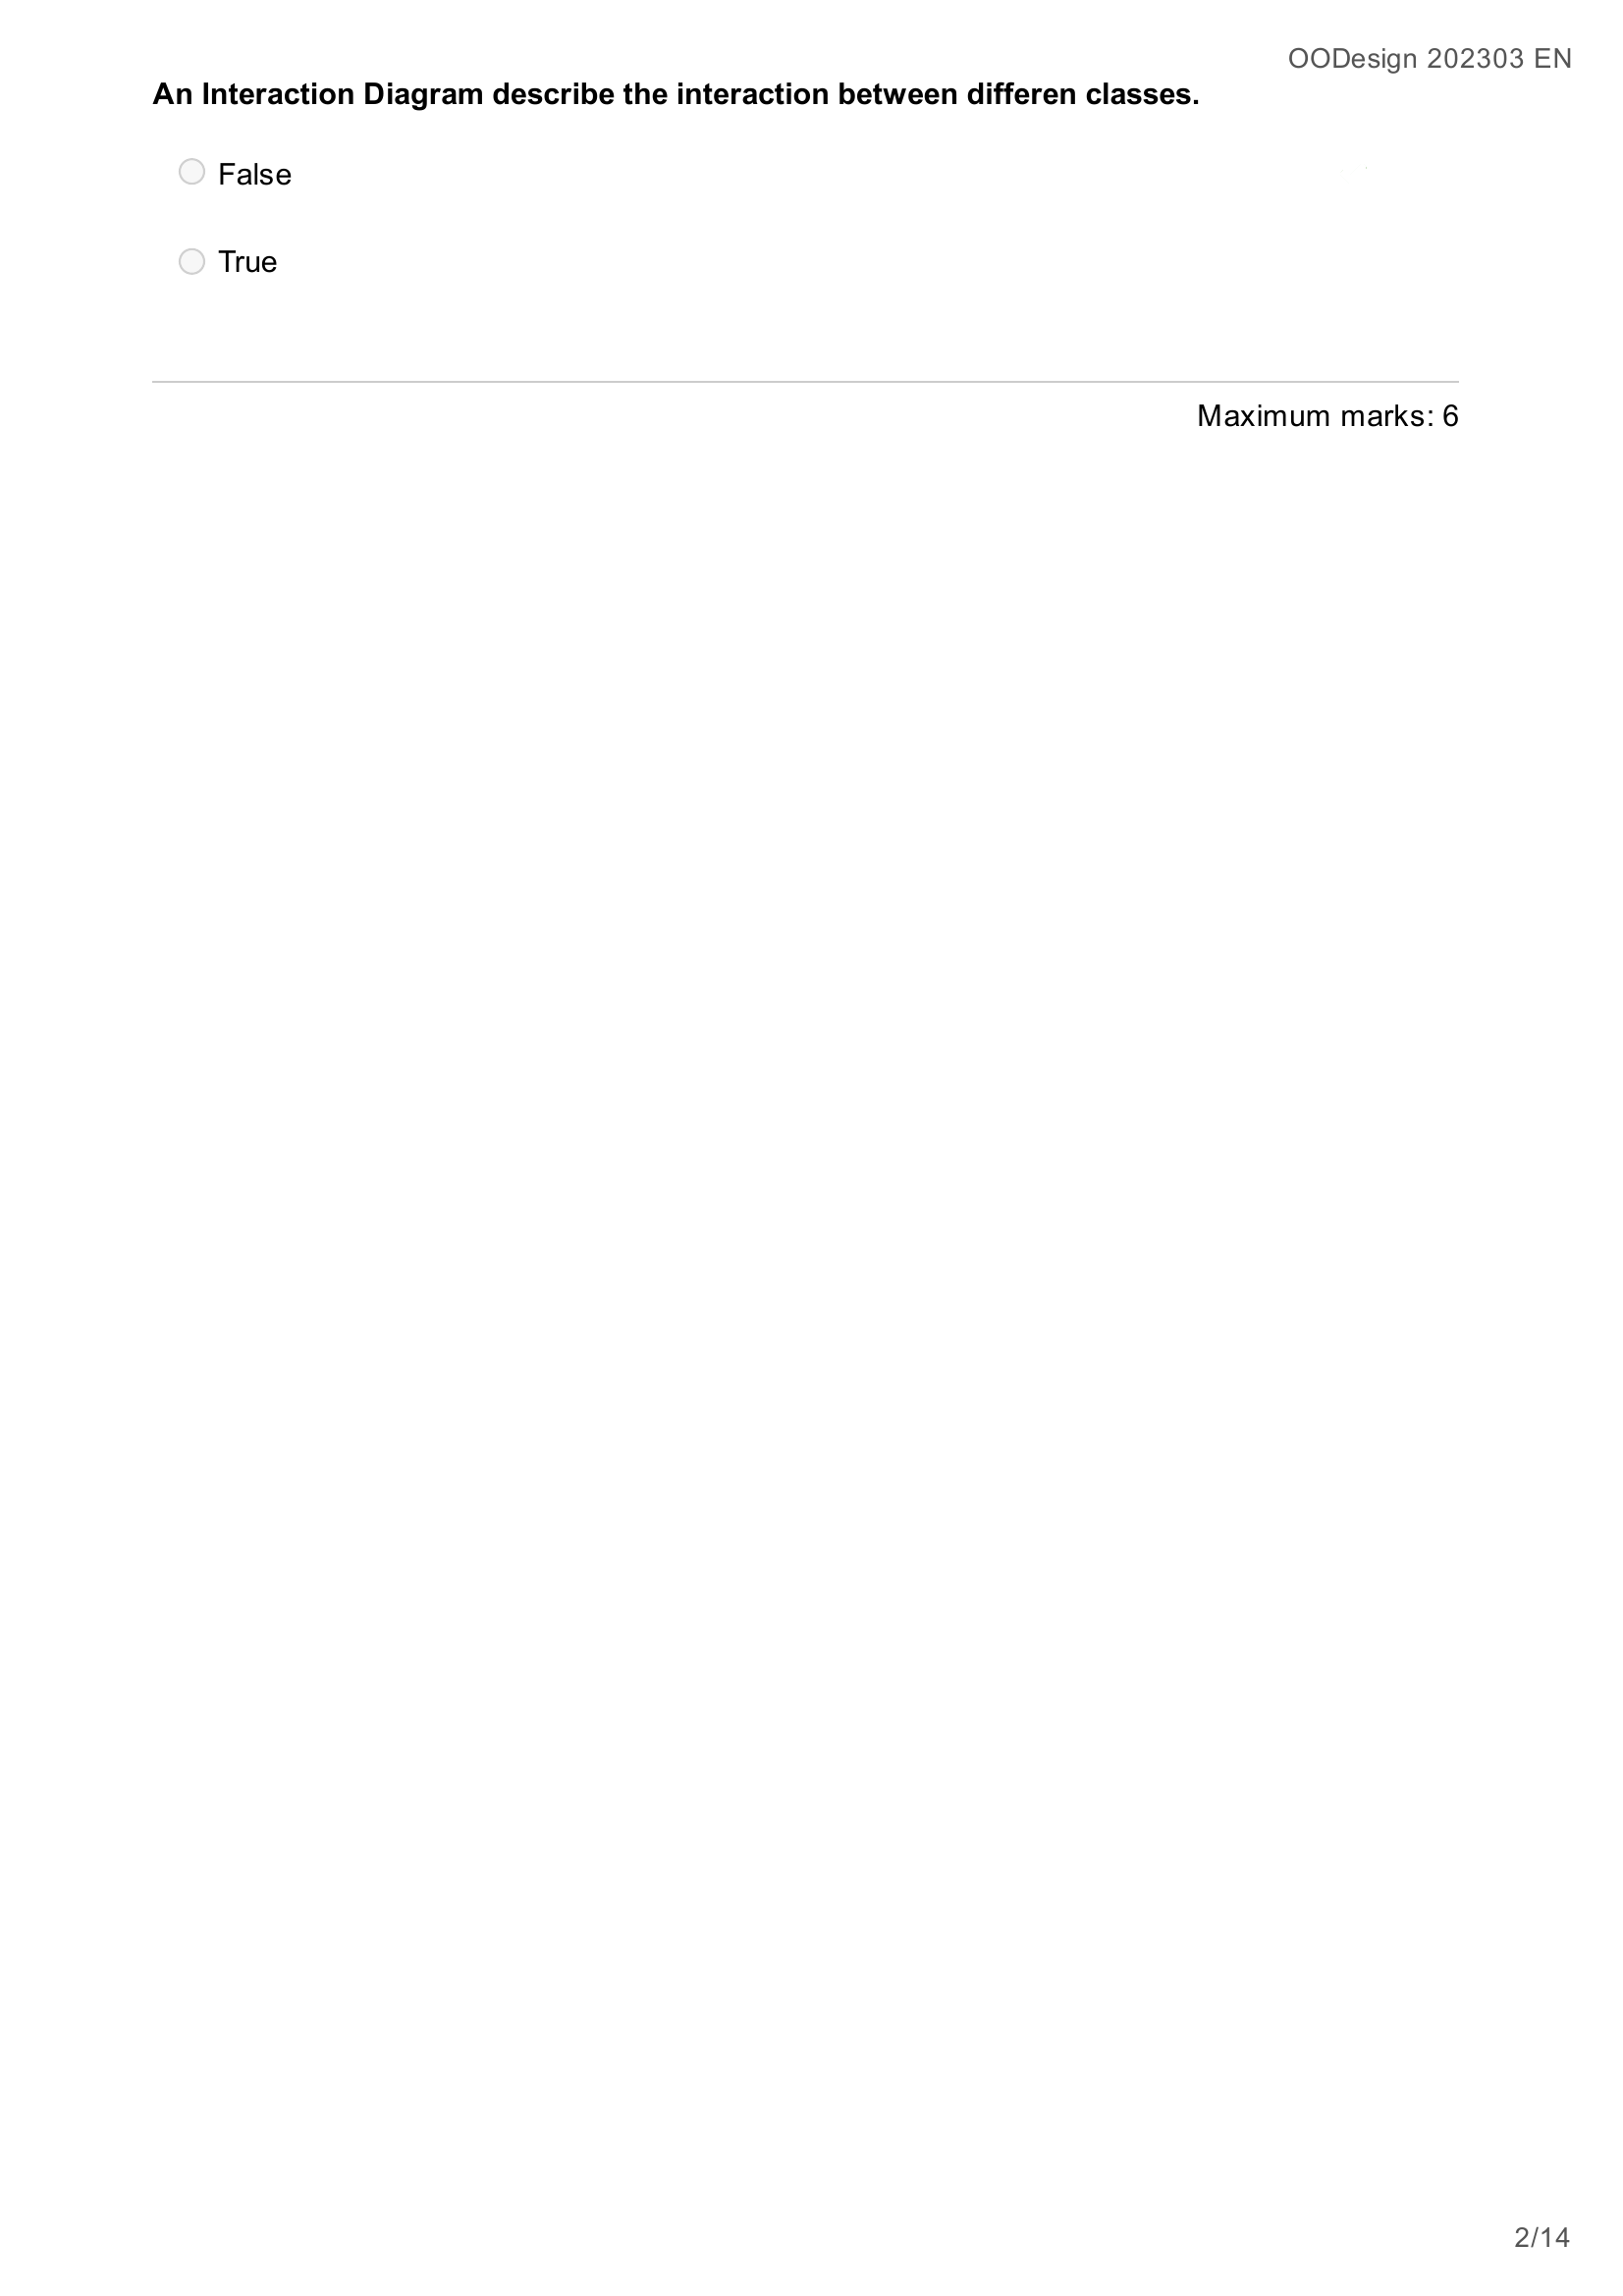 OODesign 202303 EN
An Interaction Diagram describe the interaction between differen classes.
False
True
Maximum marks: 6
2/14